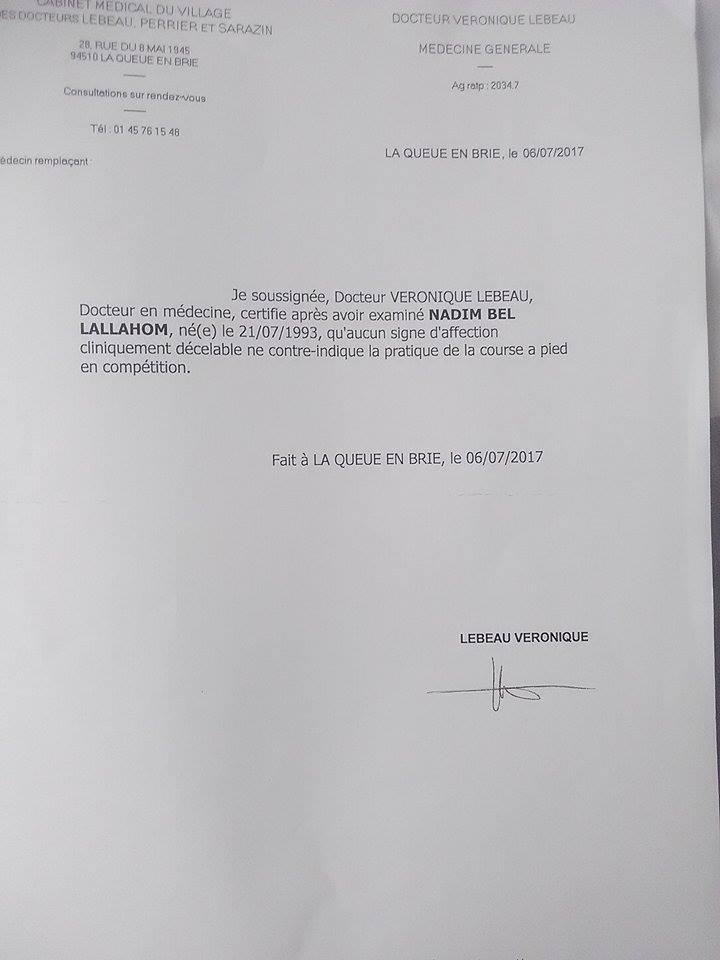 CABINET MEDICAL DU VILLAGE
DES DOCTEURS LEBEAU, PERRIER ET SARAZIN
28, RUE DU 8 MAI 1945
94510 LA QUEUE EN BRIE
Consultations sur rendez-vous
Tél : 01 45 76 15 48
édecin remplaçant :
DOCTEUR VERONIQUE LEBEAU
MEDECINE GENERALE
Ag ratp : 2034.7
LA QUEUE EN BRIE, le 06/07/2017
Je soussignée, Docteur VERONIQUE LEBEAU,
Docteur en médecine, certifie après avoir examiné NADIM BEL
LALLAHOM, né(e) le 21/07/1993, qu'aucun signe d'affection
cliniquement décelable ne contre-indique la pratique de la course a pied
en compétition.
Fait à LA QUEUE EN BRIE, le 06/07/2017
LEBEAU VERONIQUE